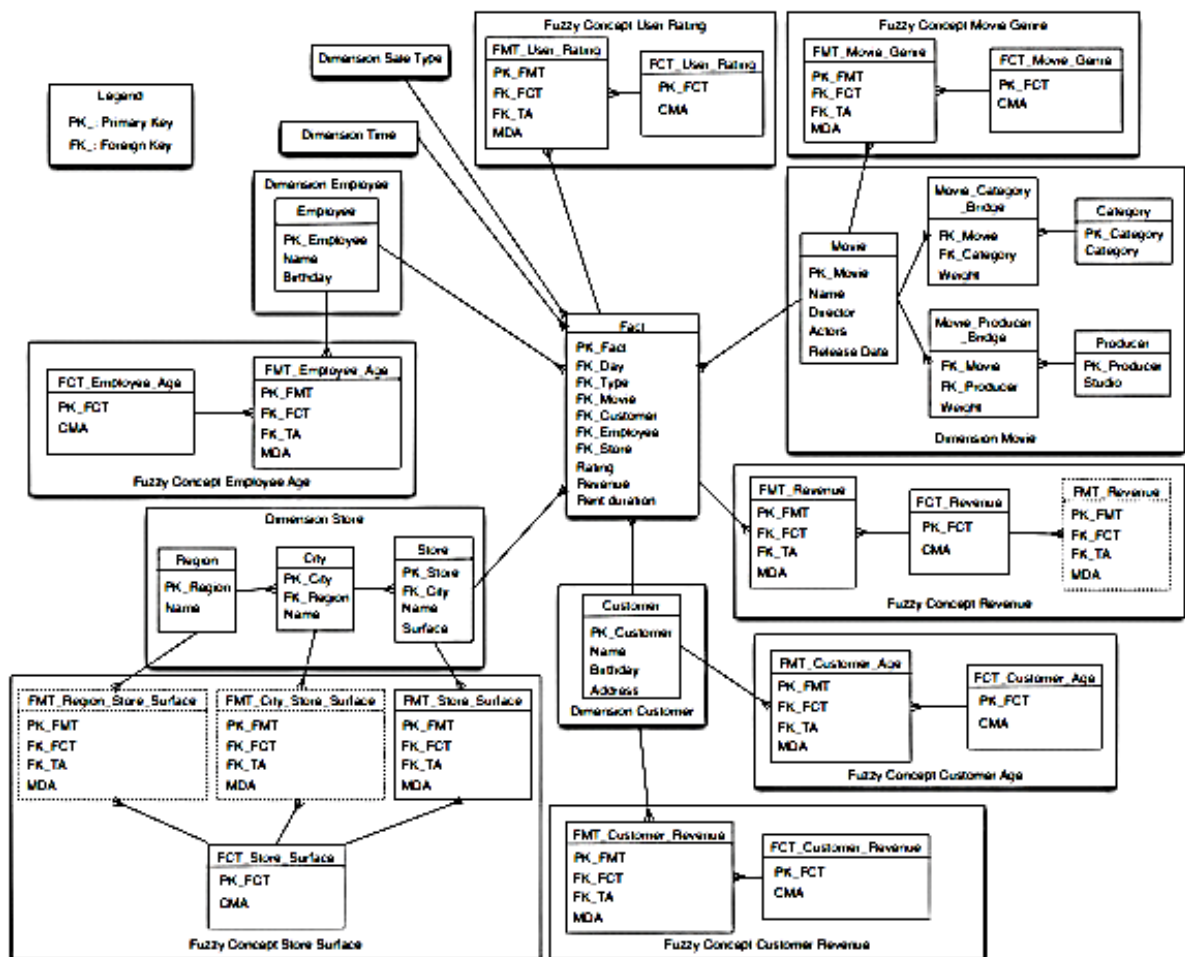 Legend
PK_: Primary Key
FK_: Foreign Key
Dimension Sale Type
Dimension Time
Fuzzy Concept User Rating
FMT_User_Rating
PK_FMT
FK_FCT
FK_TA
MDA
FCT_User_Rating
PK_FCT
CMA
Fuzzy Concept Movie Genre
FMT_Movie_Genre
PK_FMT
FK_FCT
FK_TA
MDA
FCT_Movie_Genre
PK_FCT
CMA
Dimension Employee
Employee
PK_Employee
Name
Birthday
Movie
PK_Movie
Name
Director
Actors
Release Date
Movie_Category
_Bridge
FK_Movie
FK_Category
Weight
Category
PK_Category
Category
Movie_Producer
_Bridge
FK_Movie
FK_Producer
Weight
Producer
PK_Producer
Studio
Dimension Movie
Fact
PK_Fact
FK_Day
FK_Type
FK_Movie
FK_Customer
FK_Employee
FK_Store
Rating
Revenue
Rent duration
FCT_Employee_Age
PK_FCT
CMA
FMT_Employee_Age
PK_FMT
FK_FCT
FK_TA
MDA
Fuzzy Concept Employee Age
FMT_Revenue
PK_FMT
FK_FCT
FK_TA
MDA
FCT_Revenue
PK_FCT
CMA
FMT_Revenue
PK_FMT
FK_FCT
FK_TA
MDA
Fuzzy Concept Revenue
Dimension Store
Region
PK_Region
Name
City
PK_City
FK_Region
Name
Store
PK_Store
FK_City
Name
Surface
Customer
PK_Customer
Name
Birthday
Address
Dimension Customer
FMT_Customer_Age
PK_FMT
FK_FCT
FK_TA
MDA
FCT_Customer_Age
PK_FCT
CMA
Fuzzy Concept Customer Age
FMT_Region_Store_Surface
PK_FMT
FK_FCT
FK_TA
MDA
FMT_City_Store_Surface
PK_FMT
FK_FCT
FK_TA
MDA
FMT_Store_Surface
PK_FMT
FK_FCT
FK_TA
MDA
FCT_Store_Surface
PK_FCT
CMA
Fuzzy Concept Store Surface
FMT_Customer_Revenue
PK_FMT
FK_FCT
FK_TA
MDA
FCT_Customer_Revenue
PK_FCT
CMA
Fuzzy Concept Customer Revenue